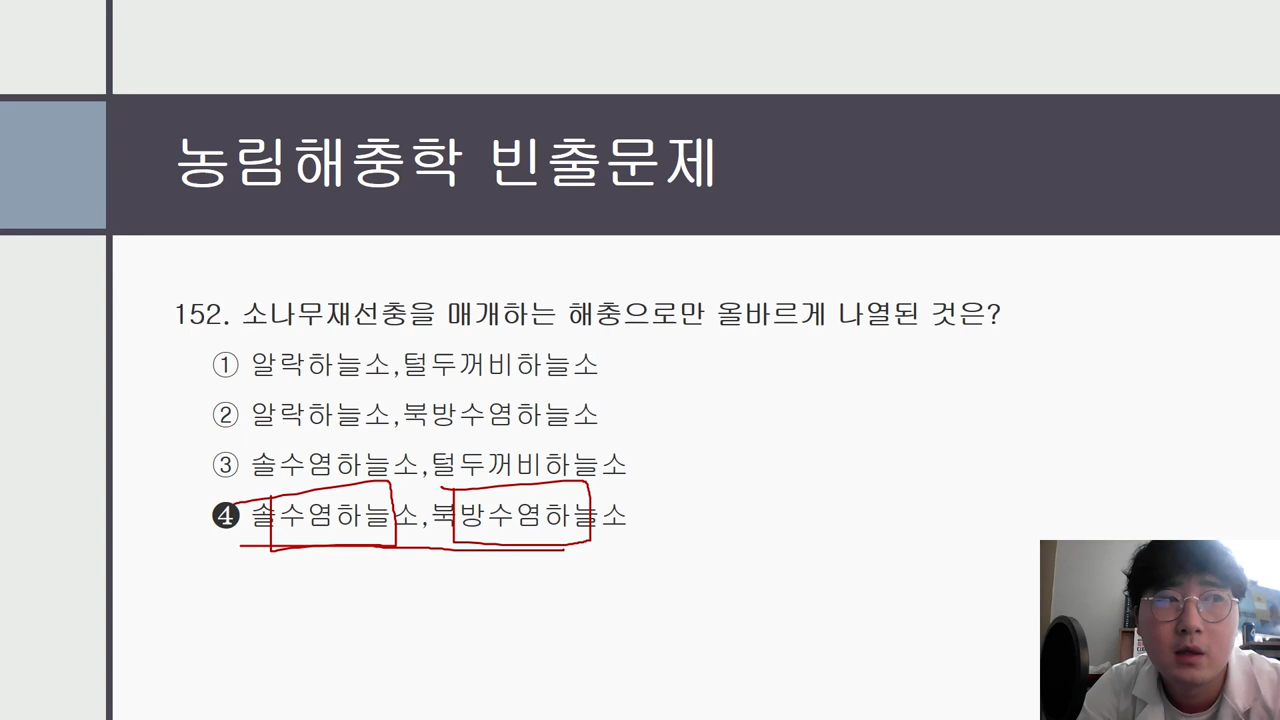 농림해충학 빈출문제
152. 소나무재선충을 매개하는 해충으로만 올바르게 나열된 것은?
① 알락하늘소,털두꺼비하늘소
② 알락하늘소,북방수염하늘소
③ 솔수염하늘소,털두꺼비하늘소
❹ 솔수염하늘소,북방수염하늘소